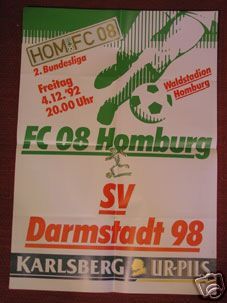 HOM:FC 08
2. Bundesliga
Freitag
4.12.'92
20.00 Uhr
Waldstadion
Homburg
FC 08 Homburg
SV
Darmstadt 98
KARLSBERG UR-PILS